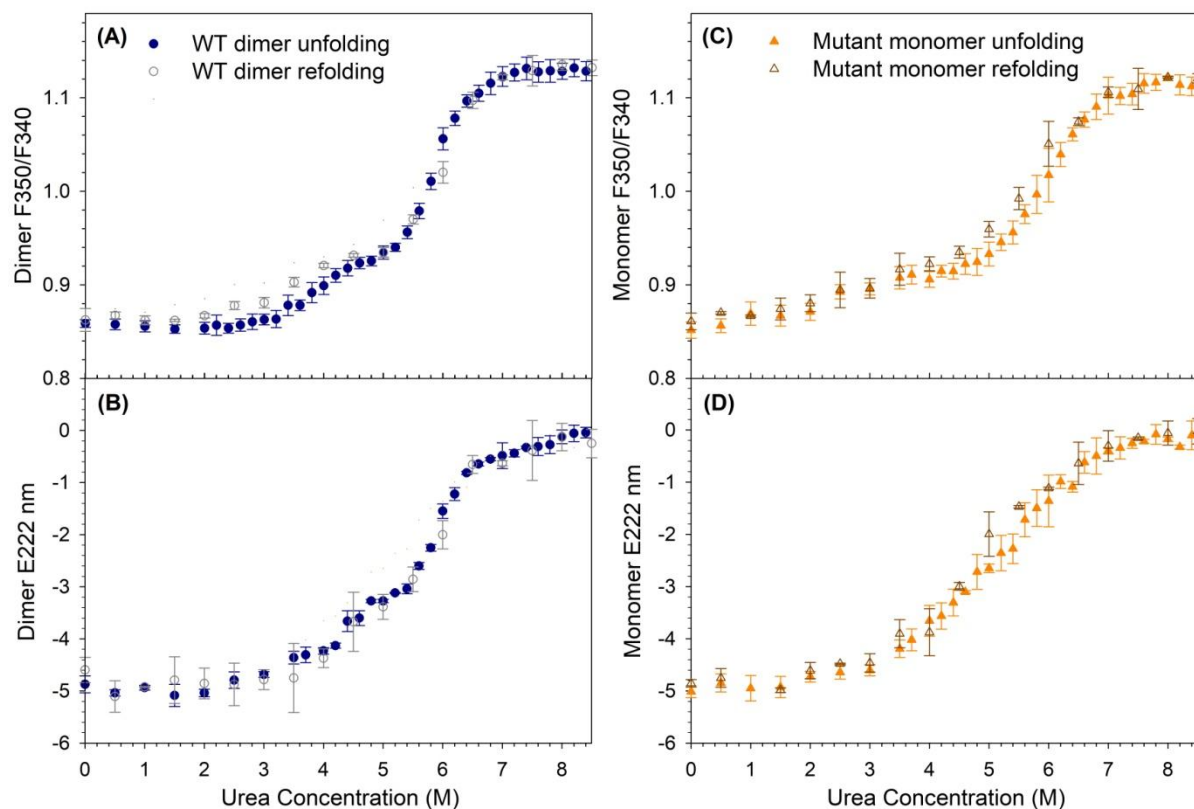 (A)
WT dimer unfolding
WT dimer refolding
Dimer F350/F340
1.1
1.0
0.9
0.8
(C)
Mutant monomer unfolding
Mutant monomer refolding
Monomer F350/F340
1.1
1.0
0.9
0.8
(B)
Dimer E222 nm
0
-1
-2
-3
-4
-5
-6
0 1 2 3 4 5 6 7 8
Urea Concentration (M)
(D)
Monomer E222 nm
0
-1
-2
-3
-4
-5
-6
0 1 2 3 4 5 6 7 8
Urea Concentration (M)